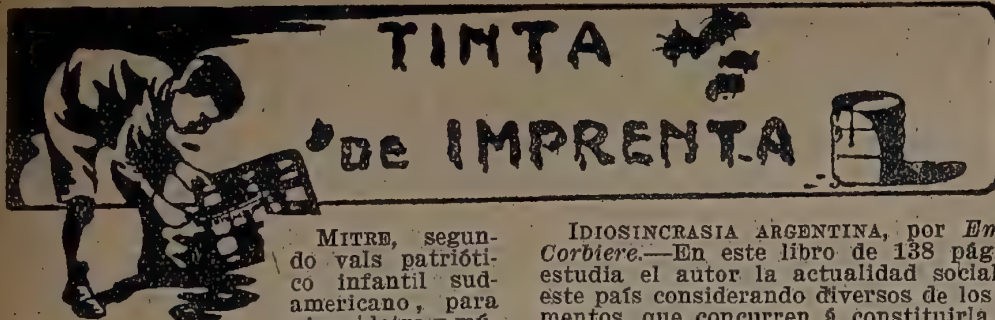 TINTA
DE IMPRENTA
MITRE, segun-
do vals patrióti-
co infantil sud-
americano, para
IDIOSINCRASIA ARGENTINA, por En
Corbiere.—En este libro de 138 pág
estudia el autor la actualidad social
este país considerando diversos de los
mentos que concurren á constituirla